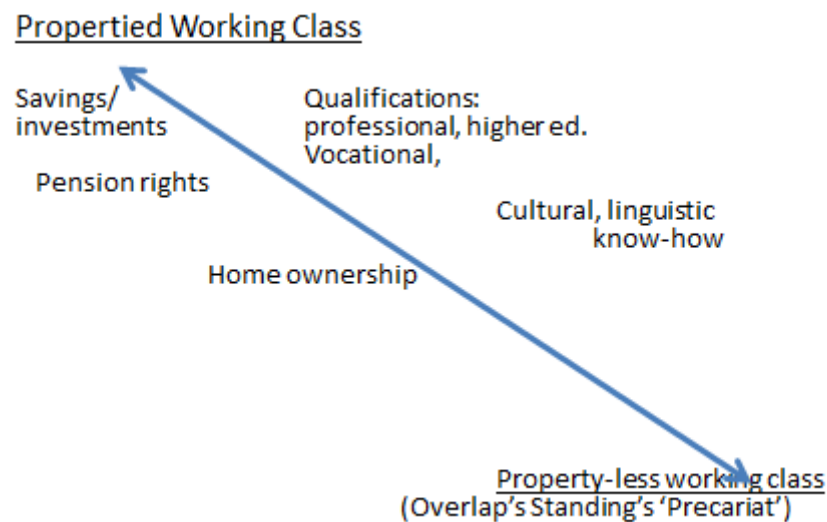 Propertied Working Class
Savings/
investments
Qualifications:
professional, higher ed.
Vocational,
Pension rights
Cultural, linguistic
know-how
Home ownership
Property-less working class
(Overlap's Standing's 'Precariat')